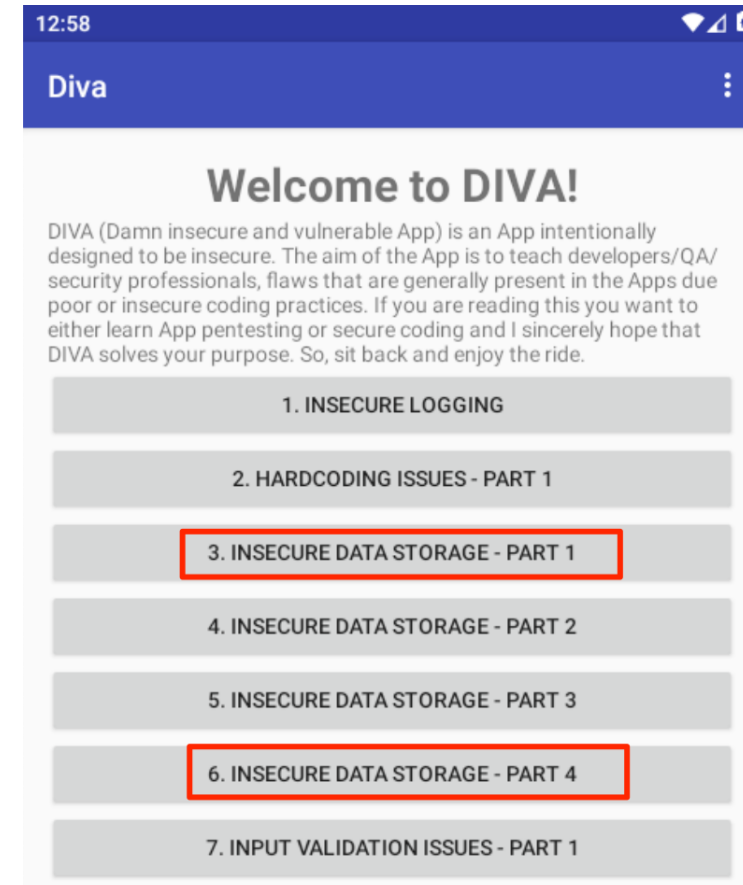 12:58
Diva
Welcome to DIVA!
DIVA (Damn insecure and vulnerable App) is an App intentionally
designed to be insecure. The aim of the App is to teach developers/QA/
security professionals, flaws that are generally present in the Apps due
poor or insecure coding practices. If you are reading this you want to
either learn App pentesting or secure coding and I sincerely hope that
DIVA solves your purpose. So, sit back and enjoy the ride.
1. INSECURE LOGGING
2. HARDCODING ISSUES - PART 1
3. INSECURE DATA STORAGE - PART 1
4. INSECURE DATA STORAGE - PART 2
5. INSECURE DATA STORAGE - PART 3
6. INSECURE DATA STORAGE - PART 4
7. INPUT VALIDATION ISSUES - PART 1